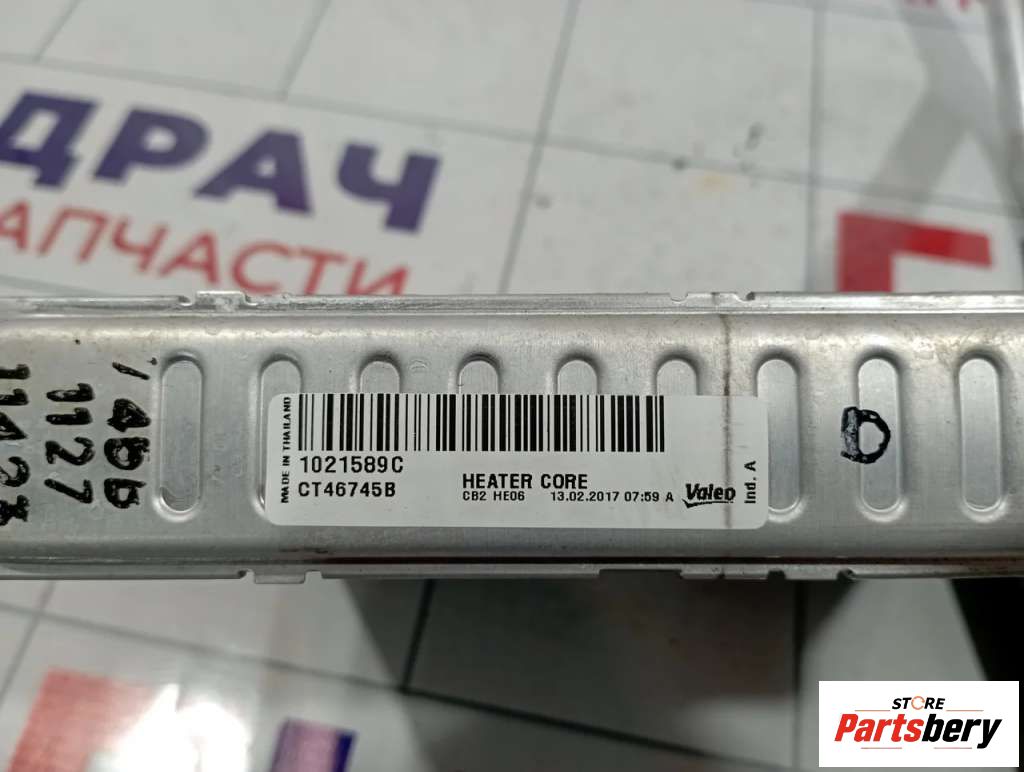 ДРАЧ
ЗАПЧАСТИ
MADE IN THAILAND
1021589C
CT46745B
HEATER CORE
CB2 HE06 13.02.2017 07:59 A
Valeo
Ind. A
D
1127
STORE
Partsbery